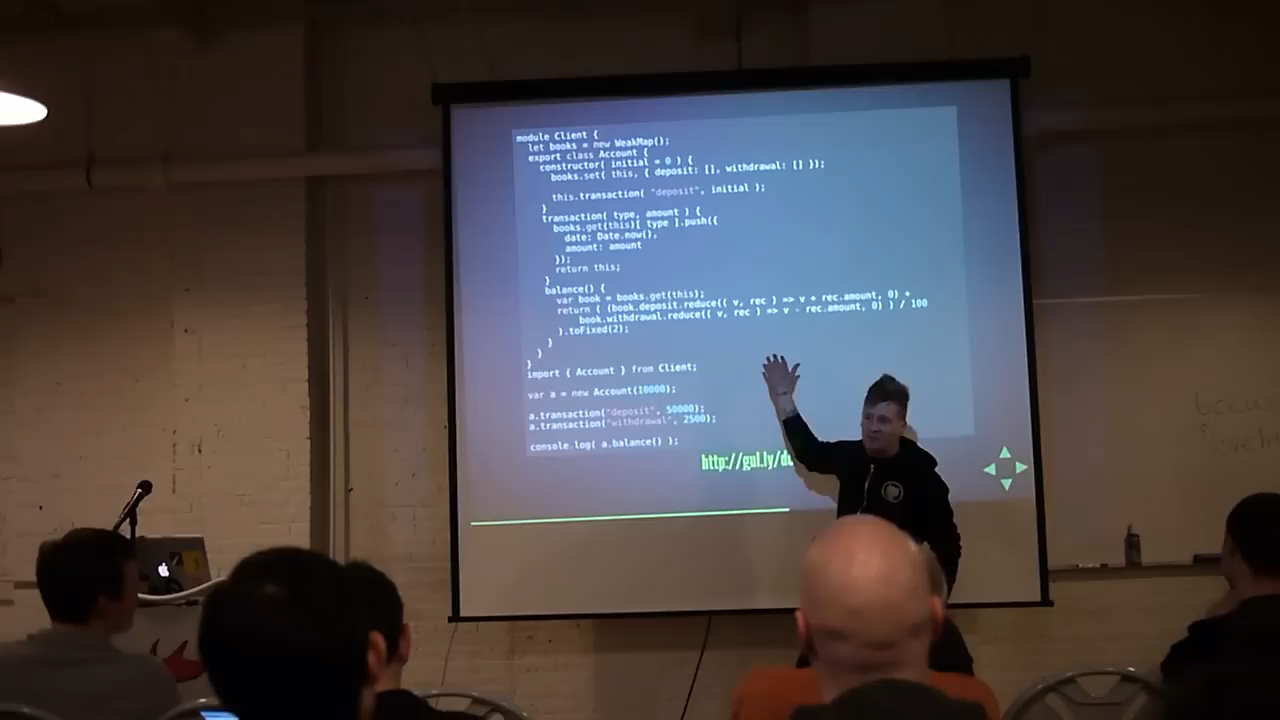 module Client {
let books = new WeakMap();
export class Account {
constructor( initial = 0 ) {
books.set( this, { deposit: [], withdrawal: [] });
this.transaction( "deposit", initial );
}
transaction( type, amount ) {
books.get(this)[ type ].push({
date: Date.now(),
amount: amount
});
return this;
}
balance() {
var book = books.get(this);
return ( (book.deposit.reduce(( v, rec ) => v + rec.amount, 0) +
book.withdrawal.reduce(( v, rec ) => v - rec.amount, 0) ) / 100
).toFixed(2);
}
}
}
import { Account } from Client;
var a = new Account(10000);
a.transaction("deposit", 50000);
a.transaction("withdrawal", 2500);
console.log( a.balance() );
http://gul.ly/